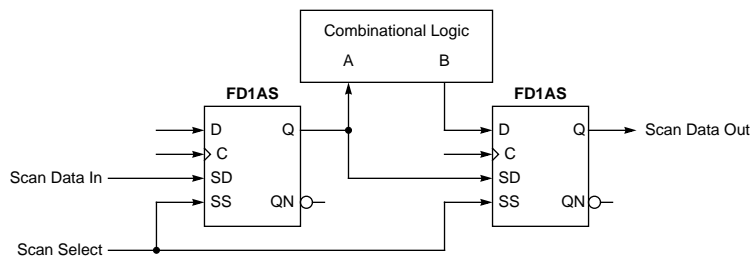 Combinational Logic
A B
FD1AS FD1AS
D Q D Q Scan Data Out
C C
Scan Data In SD SD
SS QN SS QN
Scan Select